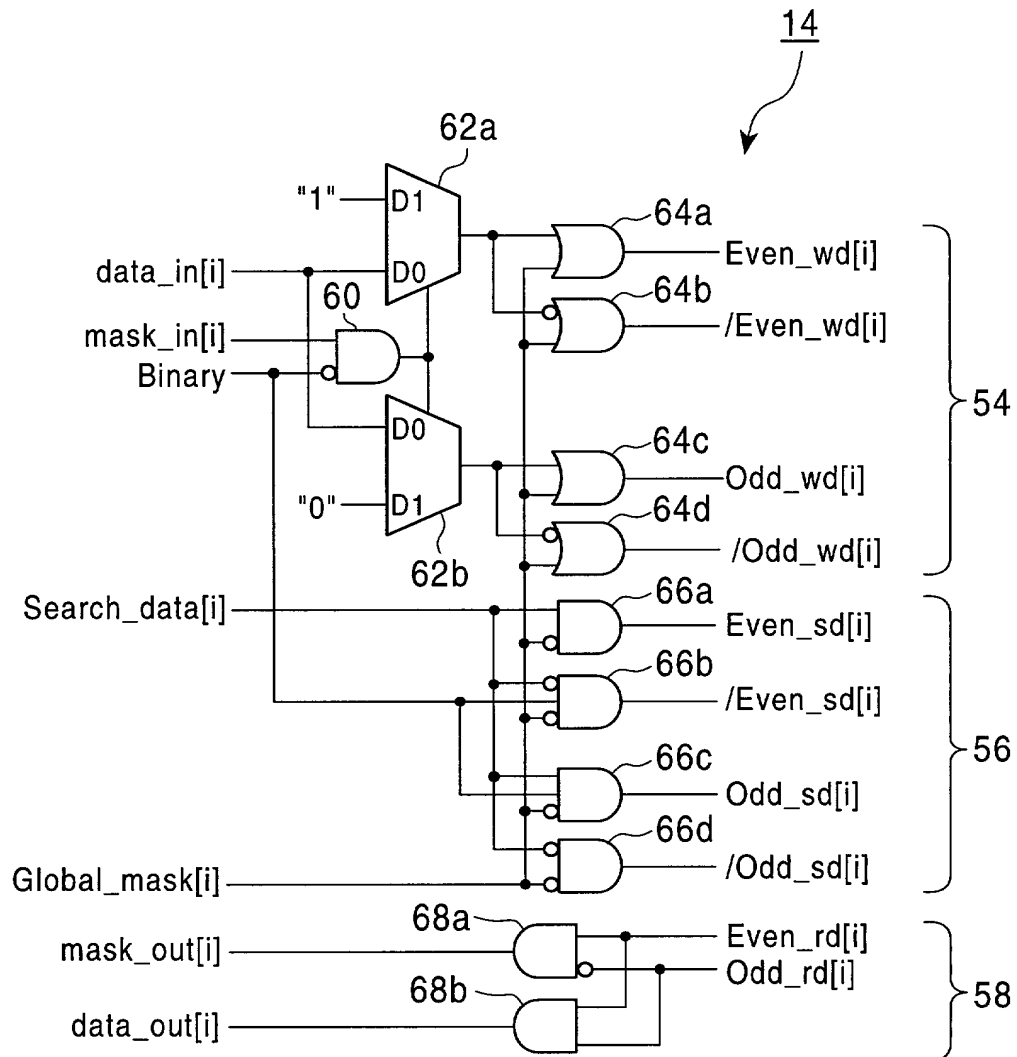 14
62a
"1"
D1
64a
Even_wd[i]
data_in[i]
D0
60
64b
/Even_wd[i]
mask_in[i]
Binary
54
D0
64c
Odd_wd[i]
"0"
D1
64d
/Odd_wd[i]
62b
66a
Search_data[i]
Even_sd[i]
66b
/Even_sd[i]
56
66c
Odd_sd[i]
66d
/Odd_sd[i]
Global_mask[i]
68a
Even_rd[i]
mask_out[i]
Odd_rd[i]
68b
58
data_out[i]